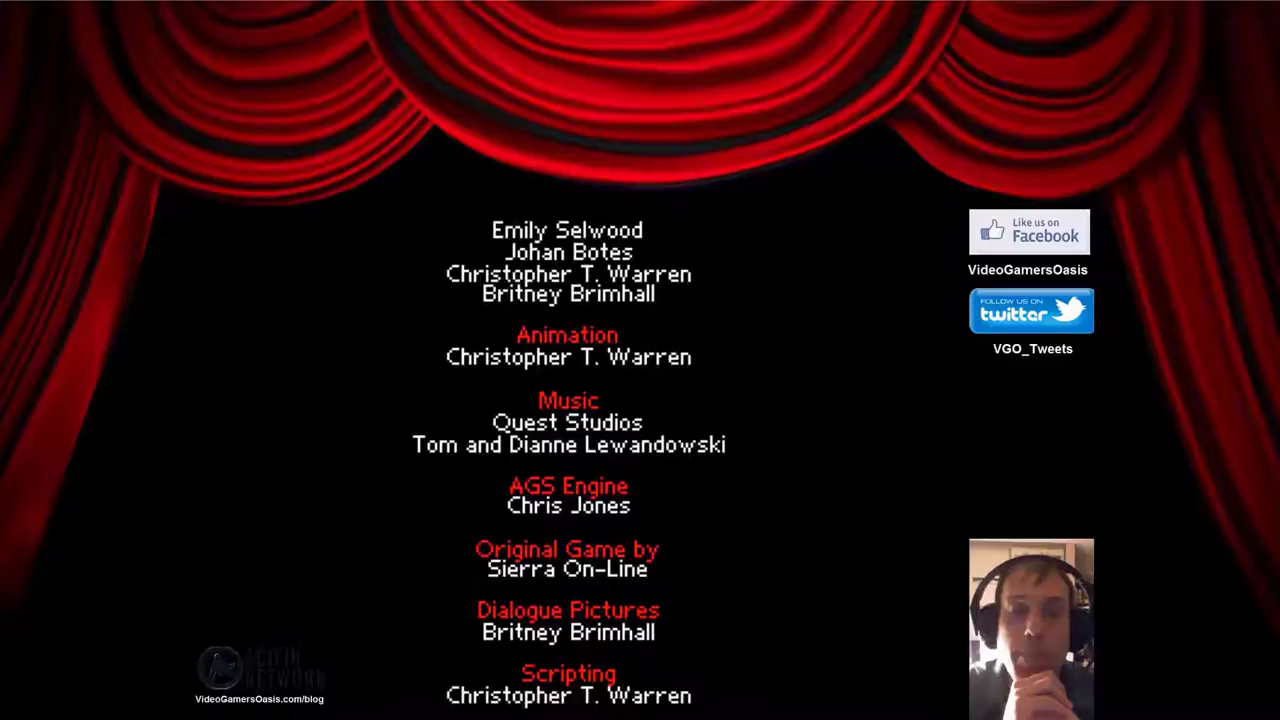 Emily Selwood
Johan Botes
Christopher T. Warren
Britney Brimhall
Animation
Christopher T. Warren
Music
Quest Studios
Tom and Dianne Lewandowski
AGS Engine
Chris Jones
Original Game by
Sierra On-Line
Dialogue Pictures
Britney Brimhall
Scripting
Christopher T. Warren
Like us on
Facebook
VideoGamersOasis
FOLLOW US ON
twitter
VGO_Tweets
NETWORK
VideoGamersOasis.com/blog